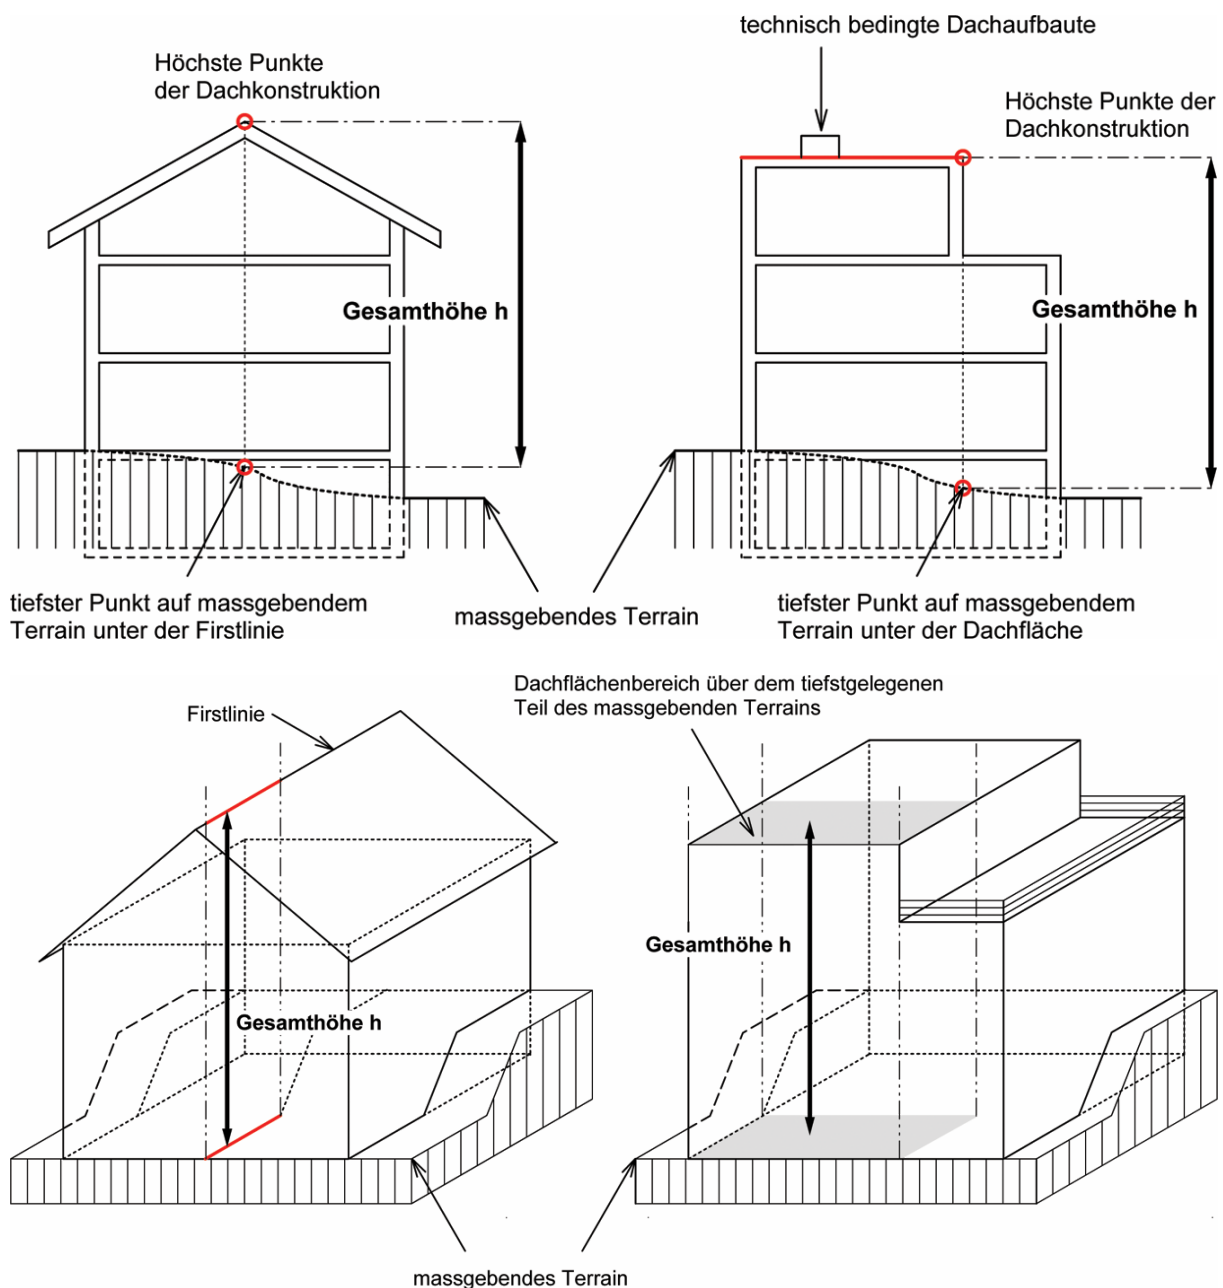 technisch bedingte Dachaufbaute
Höchste Punkte
der Dachkonstruktion
Höchste Punkte der
Dachkonstruktion
Gesamthöhe h
Gesamthöhe h
tiefster Punkt auf massgebendem
Terrain unter der Firstlinie
massgebendes Terrain
tiefster Punkt auf massgebendem
Terrain unter der Dachfläche
Dachflächenbereich über dem tiefstgelegenen
Teil des massgebenden Terrains
Firstlinie
Gesamthöhe h
Gesamthöhe h
massgebendes Terrain